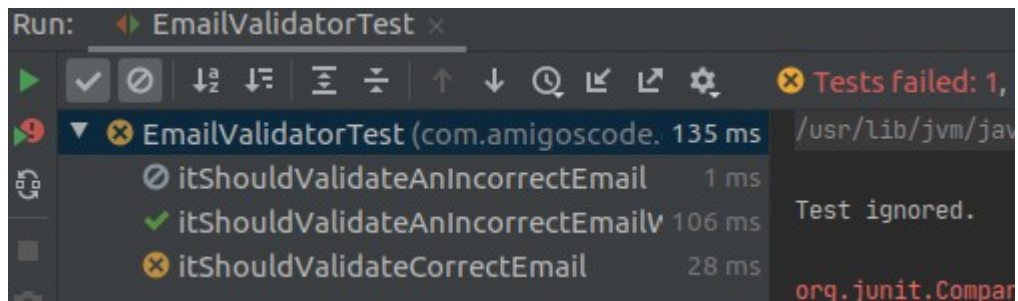 Run: EmailValidatorTest
Tests failed: 1,
EmailValidatorTest (com.amigoscode. 135 ms
itShouldValidateAnIncorrectEmail 1 ms
itShouldValidateAnIncorrectEmailW 106 ms
itShouldValidateCorrectEmail 28 ms
/usr/lib/jvm/jav
Test ignored.
org.junit.Compar